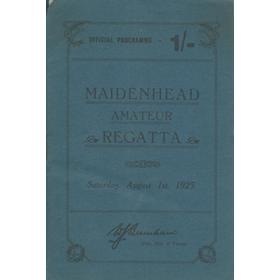 OFFICIAL PROGRAMME - 1/-
MAIDENHEAD
AMATEUR
REGATTA
Saturday, August 1st, 1925